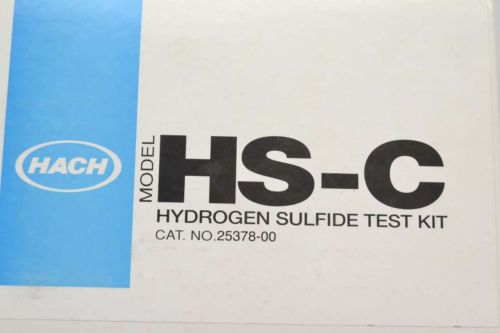 HACH
MODEL
HS-C
HYDROGEN SULFIDE TEST KIT
CAT. NO.25378-00